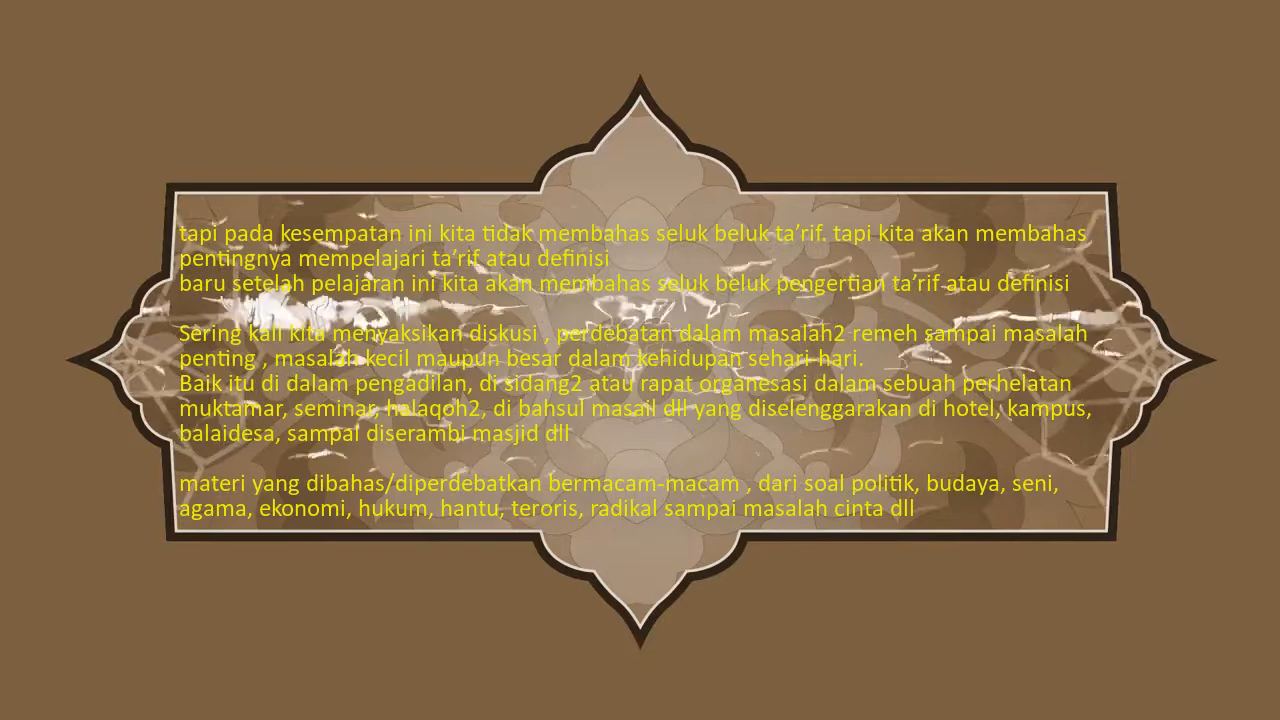 tapi pada kesempatan ini kita tidak membahas seluk beluk ta’rif. tapi kita akan membahas
pentingnya mempelajari ta’rif atau definisi
baru setelah pelajaran ini kita akan membahas seluk beluk pengertian ta’rif atau definisi
Sering kali kita menyaksikan diskusi , perdebatan dalam masalah2 remeh sampai masalah
penting , masalah kecil maupun besar dalam kehidupan sehari-hari.
Baik itu di dalam pengadilan, di sidang2 atau rapat organesasi dalam sebuah perhelatan
muktamar, seminar, halaqoh2, di bahsul masail dll yang diselenggarakan di hotel, kampus,
balaidesa, sampai diserambi masjid dll
materi yang dibahas/diperdebatkan bermacam-macam , dari soal politik, budaya, seni,
agama, ekonomi, hukum, hantu, teroris, radikal sampai masalah cinta dll